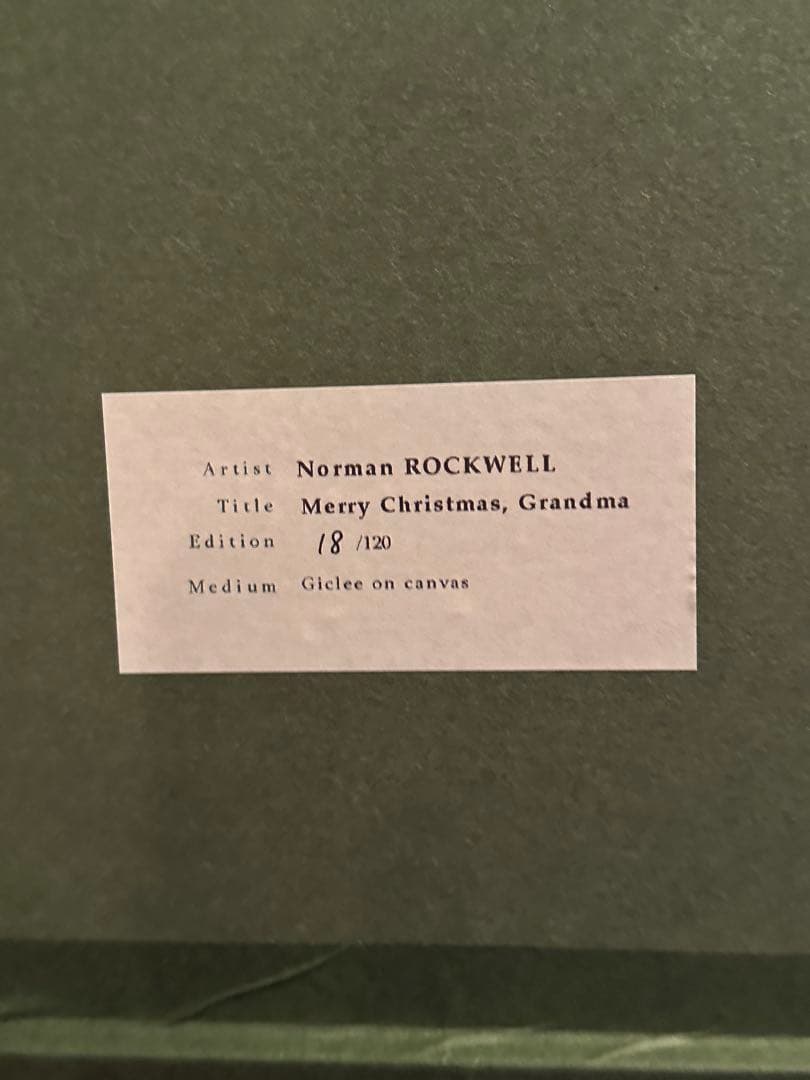 Artist Norman ROCKWELL
Title Merry Christmas, Grandma
Edition 18 /120
Medium Giclee on canvas